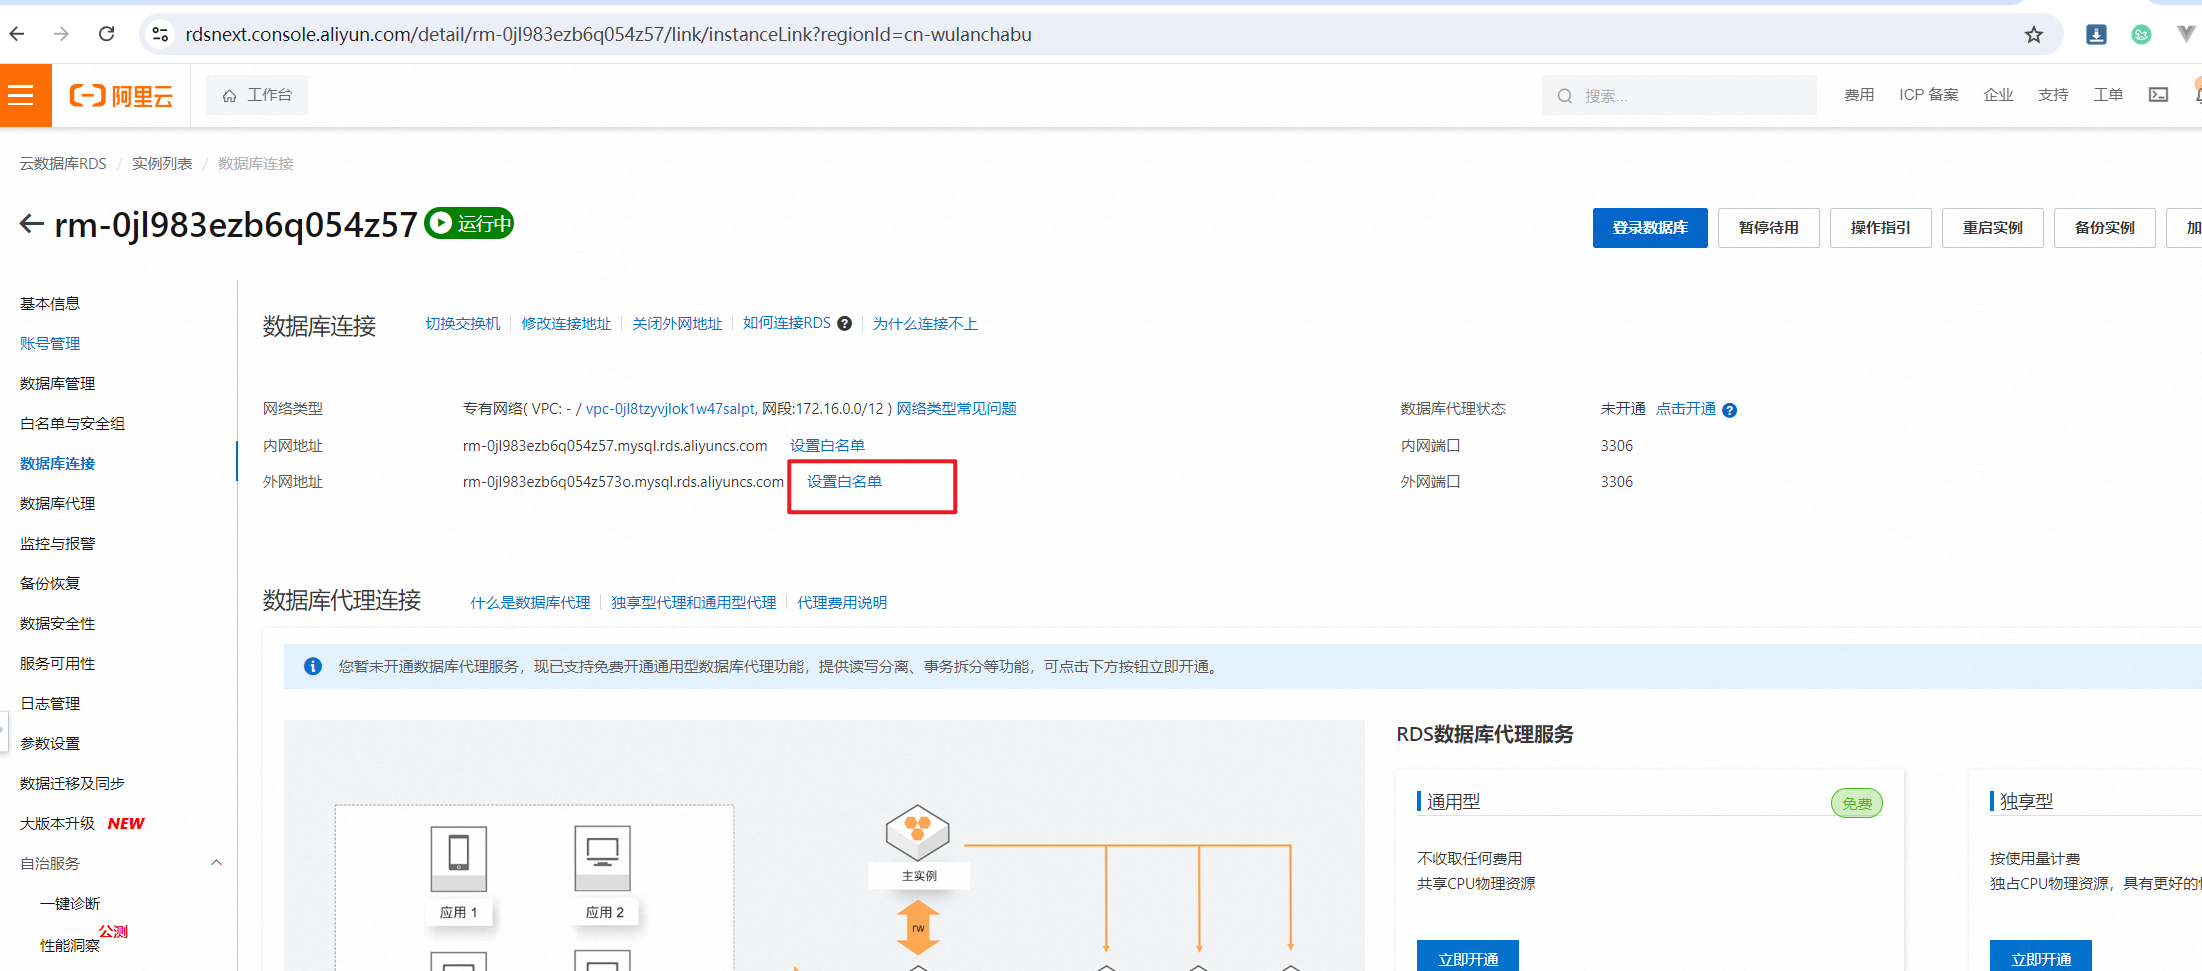 rdsnext.console.aliyun.com/detail/rm-0jl983ezb6q054z57/link/instanceLink?regionId=cn-wulanchabu
阿里云 工作台 搜索... 费用 ICP 备案 企业 支持 工单
云数据库RDS / 实例列表 / 数据库连接
rm-0jl983ezb6q054z57 运行中 登录数据库 暂停待用 操作指引 重启实例 备份实例 加
基本信息
账号管理
数据库管理
白名单与安全组
数据库连接
数据库代理
监控与报警
备份恢复
数据安全性
服务可用性
日志管理
参数设置
数据迁移及同步
大版本升级 NEW
自治服务
一键诊断
公测
性能洞察
数据库连接 切换交换机 修改连接地址 关闭外网地址 如何连接RDS ? 为什么连接不上
网络类型 专有网络( VPC: - / vpc-0jl8tzyvjlok1w47salpt, 网段:172.16.0.0/12 ) 网络类型常见问题 数据库代理状态 未开通 点击开通 ?
内网地址 rm-0jl983ezb6q054z57.mysql.rds.aliyuncs.com 设置白名单 内网端口 3306
外网地址 rm-0jl983ezb6q054z573o.mysql.rds.aliyuncs.com 设置白名单 外网端口 3306
数据库代理连接 什么是数据库代理 独享型代理和通用型代理 代理费用说明
您暂未开通数据库代理服务，现已支持免费开通通用型数据库代理功能，提供读写分离、事务拆分等功能，可点击下方按钮立即开通。
应用 1 应用 2
主实例
rw
RDS数据库代理服务
通用型 免费
不收取任何费用
共享CPU物理资源
立即开通
独享型
按使用量计费
独占CPU物理资源，具有更好的
立即开通